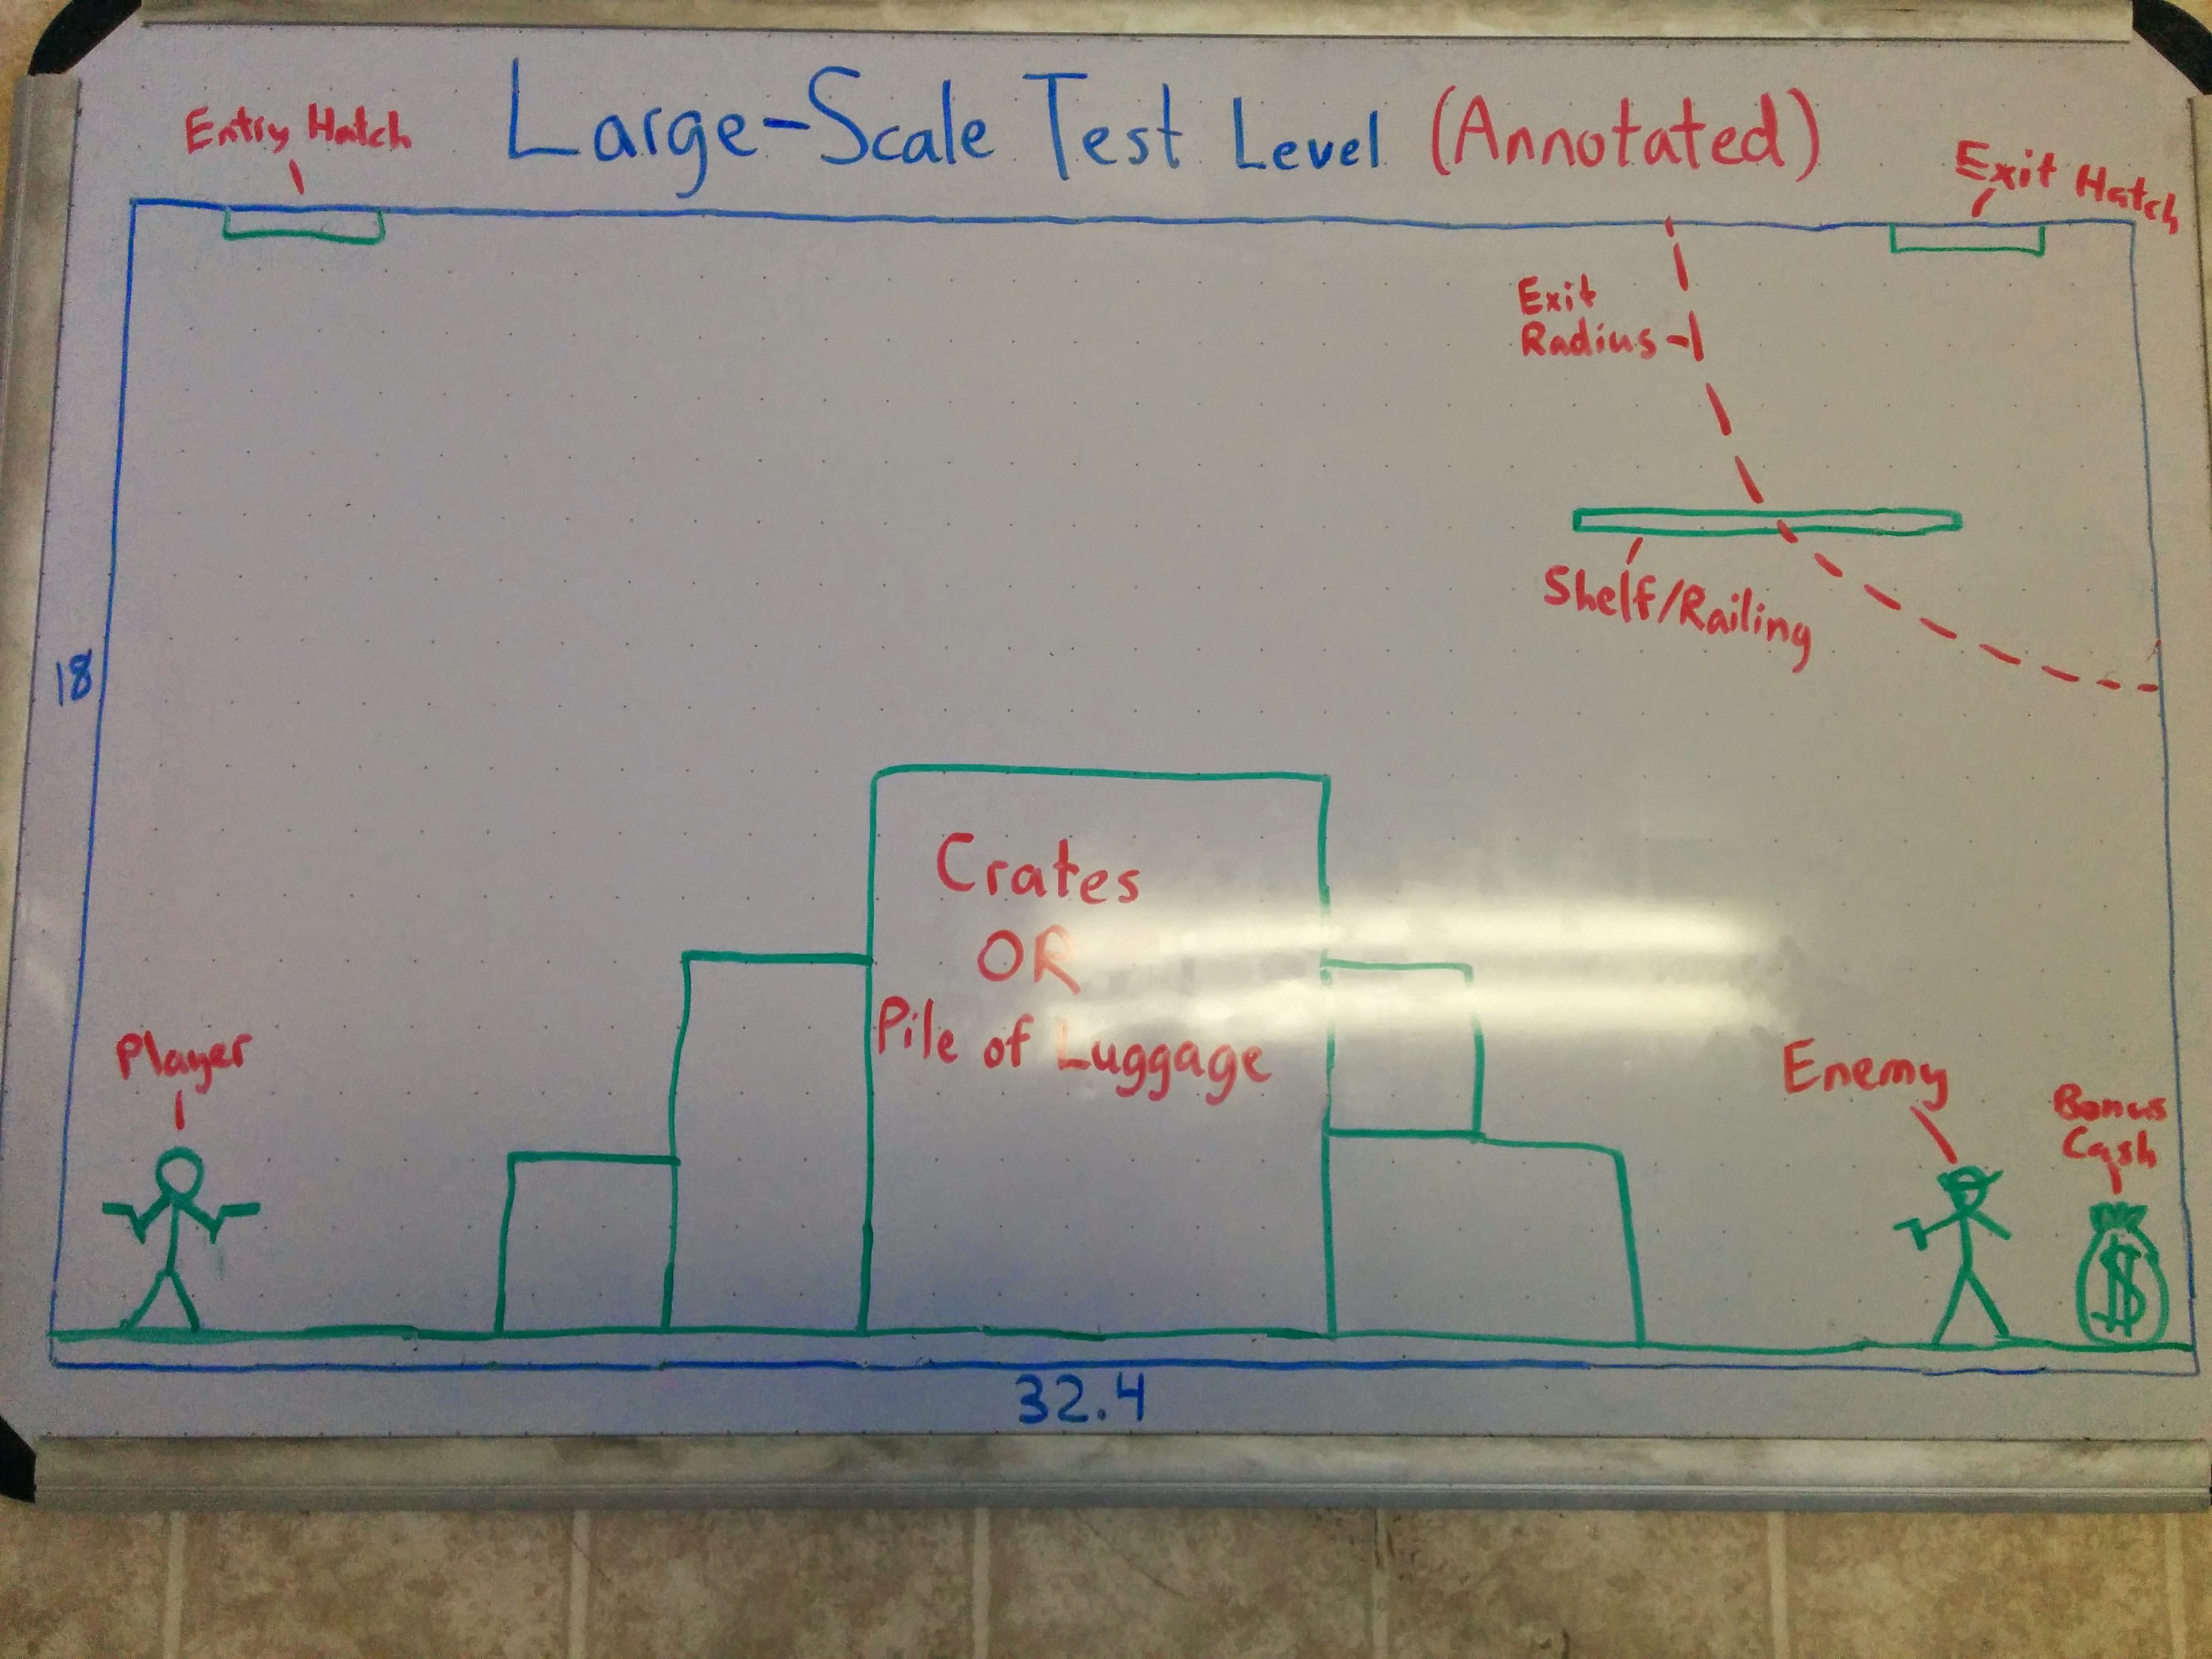 Large-Scale Test Level (Annotated)
Entry Hatch
Exit Hatch
Exit
Radius
Shelf/Railing
18
Crates
OR
Pile of Luggage
Player
Enemy
Bonus
Cash
$
32.4